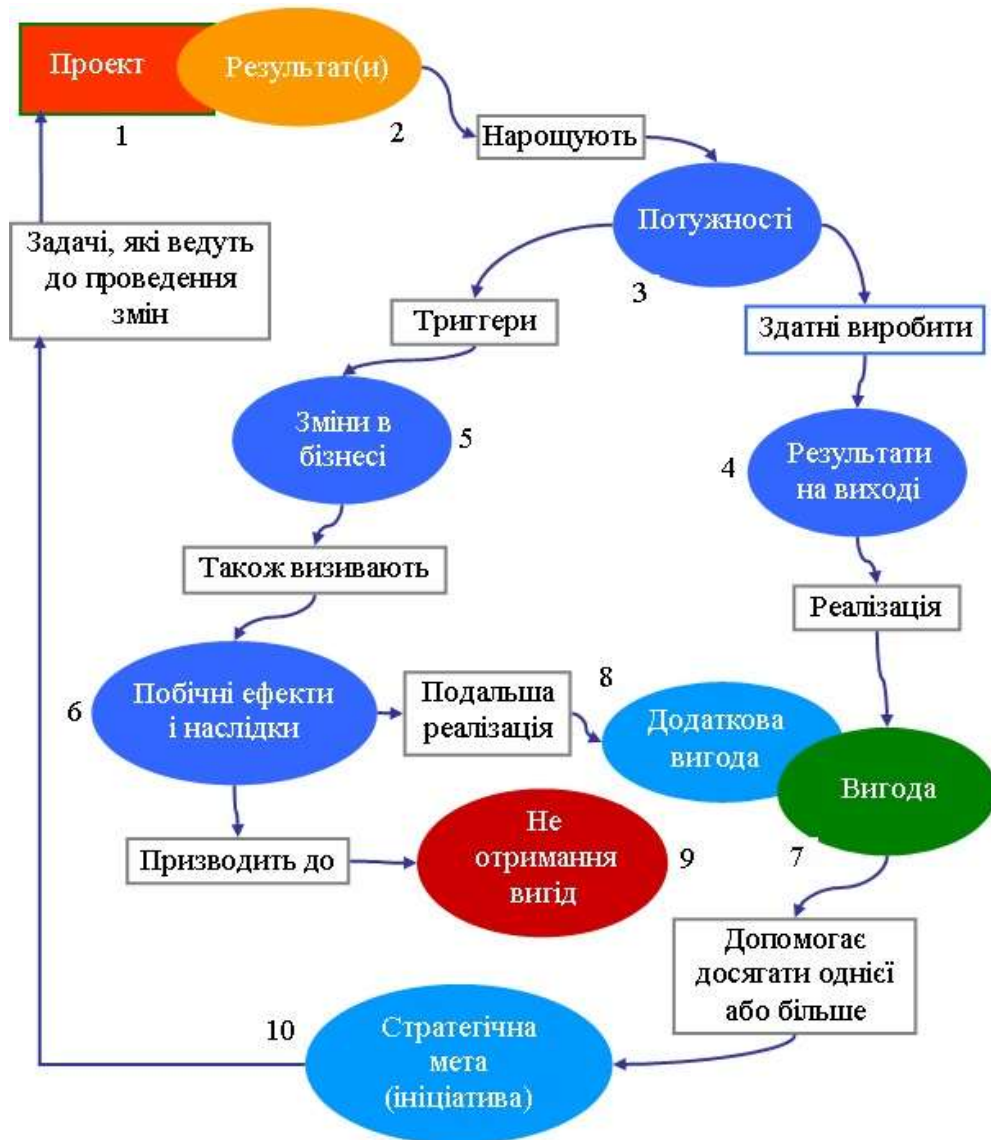 Проект
Результат(и)
1
2
Нарощують
Потужності
3
Задачі, які ведуть
до проведення
змін
Триггери
Здатні виробити
Зміни в
бізнесі
5
4
Результати
на виході
Також визивають
Реалізація
6
Побічні ефекти
і наслідки
Подальша
реалізація
8
Додаткова
вигода
Вигода
7
Призводить до
Не
отримання
вигід
9
Допомогає
досягати однієї
або більше
10
Стратегічна
мета
(ініціатива)